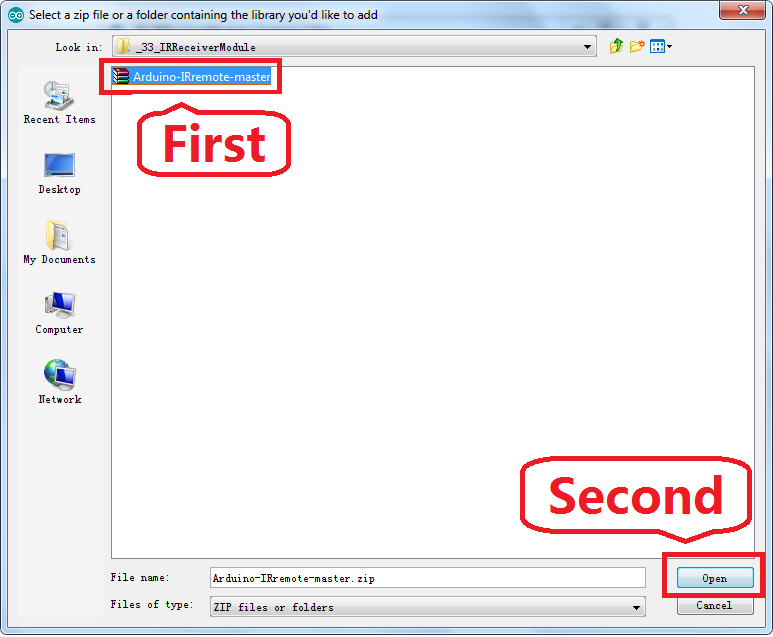 Select a zip file or a folder containing the library you'd like to add
Look in: _33_IRReceiverModule
Arduino-IRremote-master
First
Recent Items
Desktop
My Documents
Computer
Network
Second
File name: Arduino-IRremote-master.zip
Open
Files of type: ZIP files or folders
Cancel